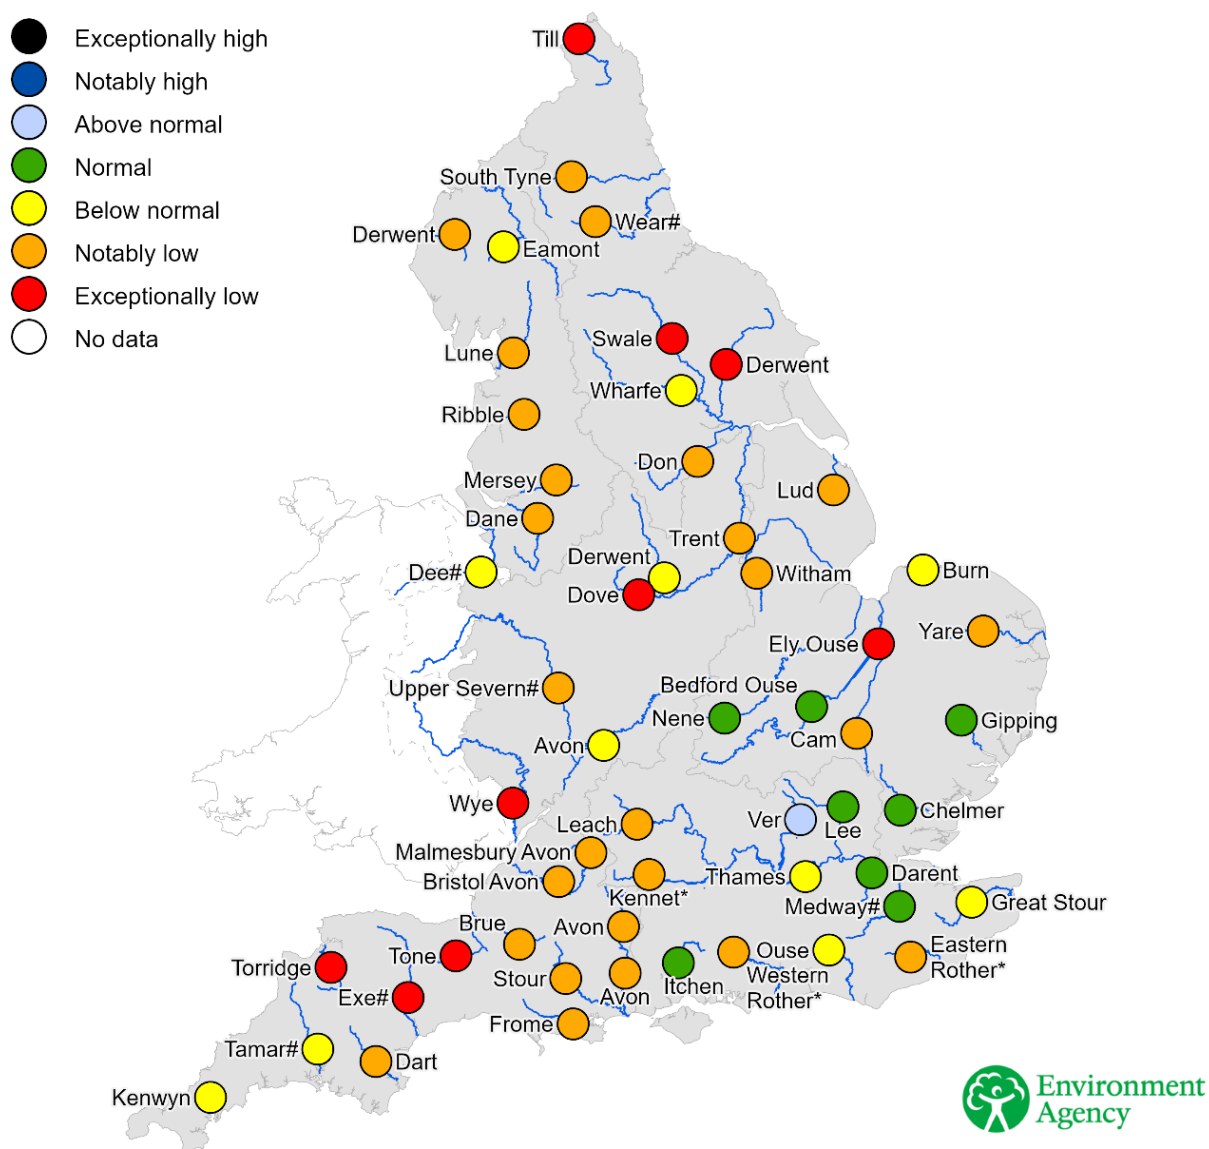 Exceptionally high
Notably high
Above normal
Normal
Below normal
Notably low
Exceptionally low
No data
Till
South Tyne
Wear#
Derwent
Eamont
Swale
Lune
Derwent
Wharfe
Ribble
Don
Mersey
Lud
Dane
Trent
Derwent
Dee#
Witham
Burn
Dove
Yare
Ely Ouse
Bedford Ouse
Upper Severn#
Nene
Gipping
Cam
Avon
Wye
Chelmer
Ver
Leach
Lee
Malmesbury Avon
Thames
Darent
Bristol Avon
Kennet*
Medway#
Great Stour
Brue
Avon
Tone
Ouse
Eastern
Rother*
Torridge
Stour
Itchen
Western
Rother*
Exe#
Avon
Frome
Tamar#
Dart
Kenwyn
Environment
Agency